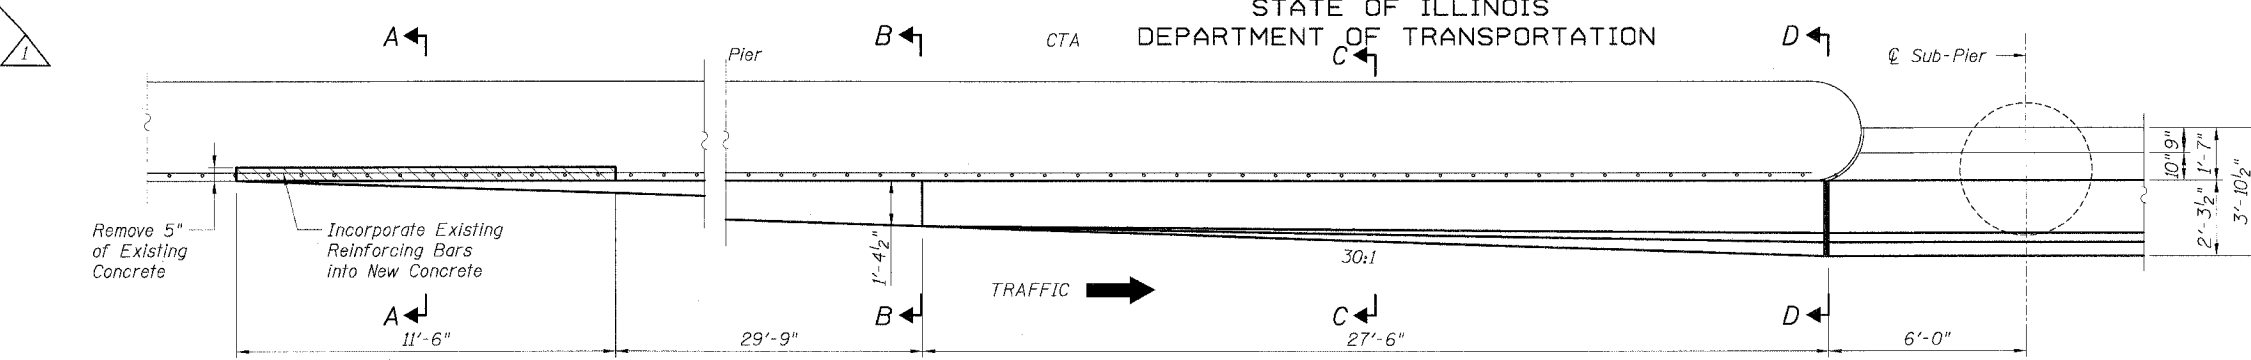 STATE OF ILLINOIS
DEPARTMENT OF TRANSPORTATION
1
A
B
CTA
C
D
Pier
℄ Sub-Pier
10" 9"
1'-7"
2'-3½"
3'-10½"
Remove 5"
of Existing
Concrete
Incorporate Existing
Reinforcing Bars
into New Concrete
1'-4½"
30:1
TRAFFIC
A
B
C
D
11'-6"
29'-9"
27'-6"
6'-0"